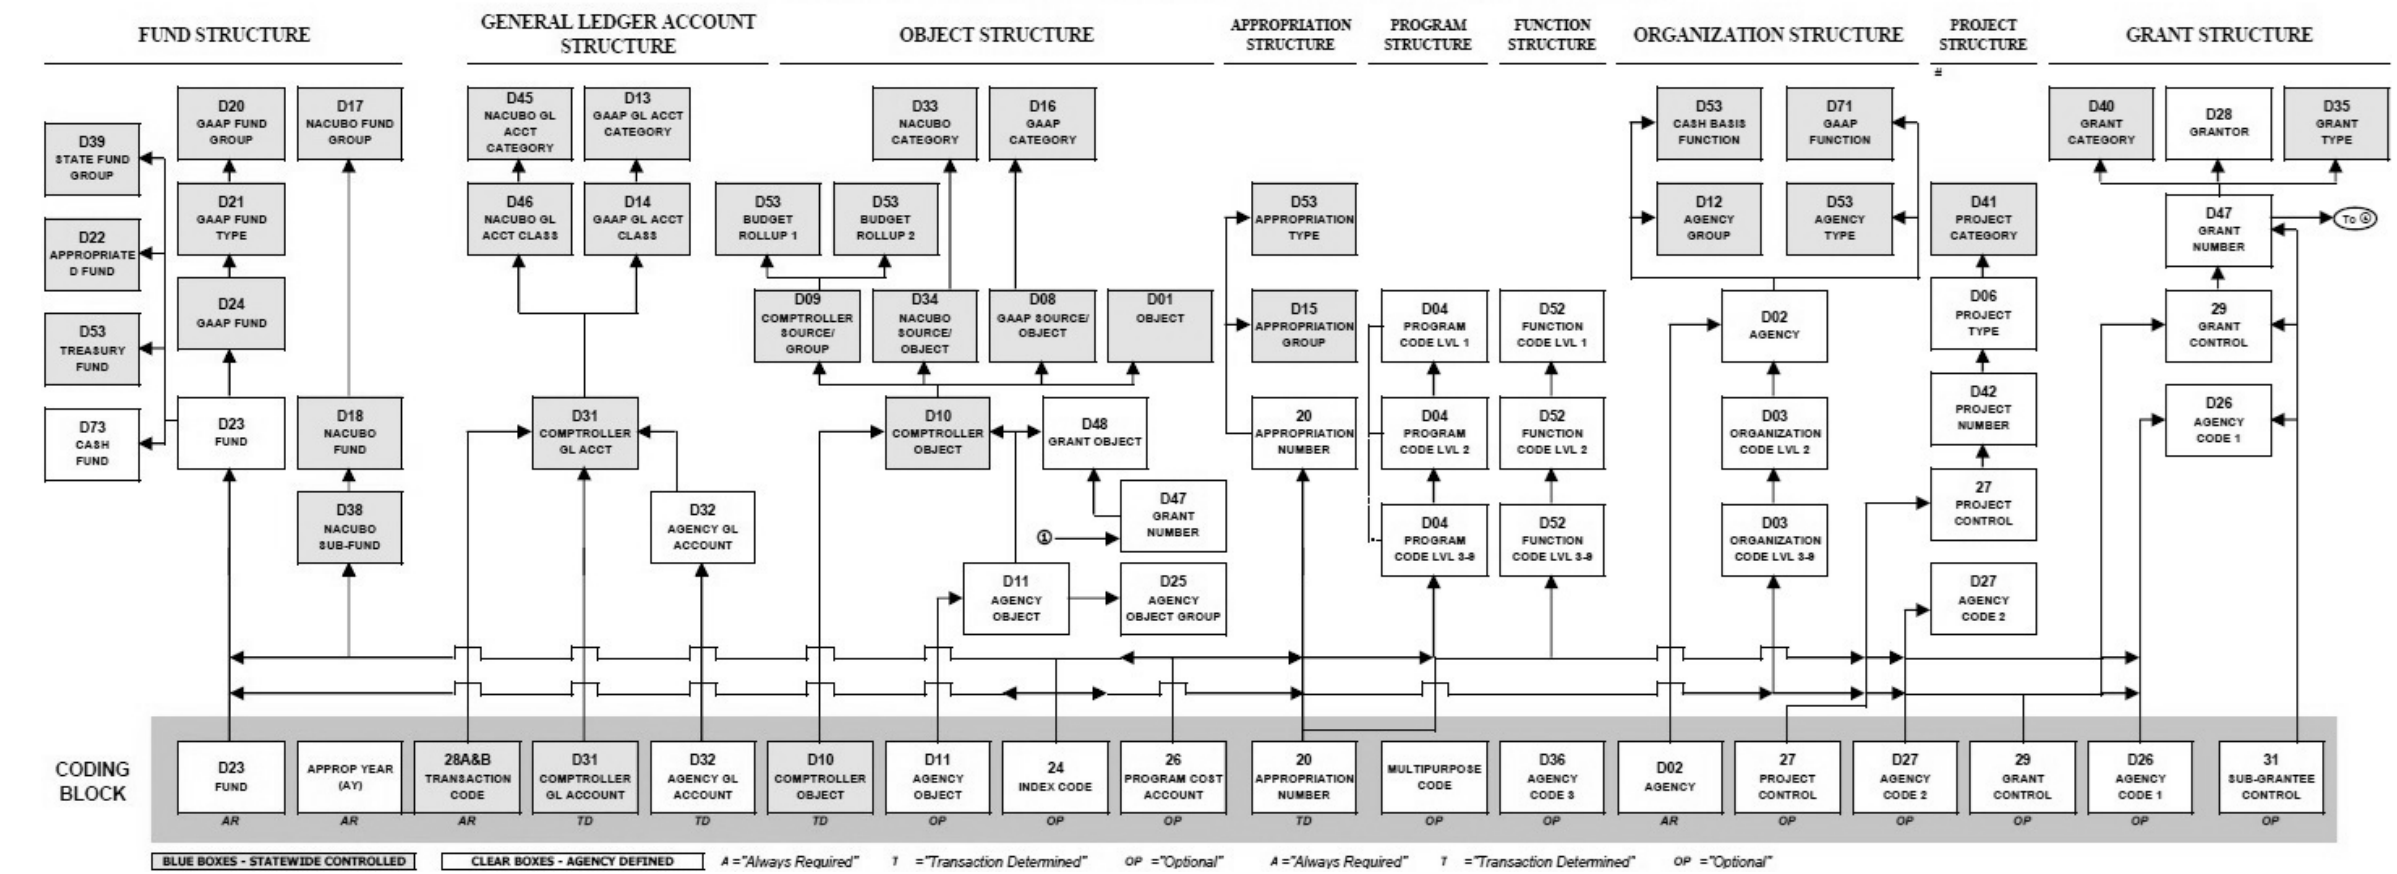 FUND STRUCTURE
GENERAL LEDGER ACCOUNT
STRUCTURE
OBJECT STRUCTURE
APPROPRIATION
STRUCTURE
PROGRAM
STRUCTURE
FUNCTION
STRUCTURE
ORGANIZATION STRUCTURE
PROJECT
STRUCTURE
GRANT STRUCTURE
#
D39
STATE FUND
GROUP
D20
GAAP FUND
GROUP
D17
NACUBO FUND
GROUP
D22
APPROPRIATE
D FUND
D21
GAAP FUND
TYPE
D53
TREASURY
FUND
D24
GAAP FUND
D73
CASH
FUND
D23
FUND
D18
NACUBO
FUND
D38
NACUBO
SUB-FUND
D45
NACUBO GL
ACCT
CATEGORY
D13
GAAP GL ACCT
CATEGORY
D46
NACUBO GL
ACCT CLASS
D14
GAAP GL ACCT
CLASS
D31
COMPTROLLER
GL ACCT
D32
AGENCY GL
ACCOUNT
D33
NACUBO
CATEGORY
D16
GAAP
CATEGORY
D53
BUDGET
ROLLUP 1
D53
BUDGET
ROLLUP 2
D09
COMPTROLLER
SOURCE/
GROUP
D34
NACUBO
SOURCE/
OBJECT
D08
GAAP SOURCE/
OBJECT
D01
OBJECT
D10
COMPTROLLER
OBJECT
D48
GRANT OBJECT
D47
GRANT
NUMBER
①
D11
AGENCY
OBJECT
D25
AGENCY
OBJECT GROUP
D53
APPROPRIATION
TYPE
D15
APPROPRIATION
GROUP
20
APPROPRIATION
NUMBER
D04
PROGRAM
CODE LVL 1
D04
PROGRAM
CODE LVL 2
D04
PROGRAM
CODE LVL 3-9
D52
FUNCTION
CODE LVL 1
D52
FUNCTION
CODE LVL 2
D52
FUNCTION
CODE LVL 3-9
D53
CASH BASIS
FUNCTION
D71
GAAP
FUNCTION
D12
AGENCY
GROUP
D53
AGENCY
TYPE
D02
AGENCY
D03
ORGANIZATION
CODE LVL 2
D03
ORGANIZATION
CODE LVL 3-9
D41
PROJECT
CATEGORY
D06
PROJECT
TYPE
D42
PROJECT
NUMBER
27
PROJECT
CONTROL
D27
AGENCY
CODE 2
D40
GRANT
CATEGORY
D28
GRANTOR
D35
GRANT
TYPE
D47
GRANT
NUMBER
To ①
29
GRANT
CONTROL
D26
AGENCY
CODE 1
CODING
BLOCK
D23
FUND
AR
APPROP YEAR
(AY)
AR
28A&B
TRANSACTION
CODE
AR
D31
COMPTROLLER
GL ACCOUNT
TD
D32
AGENCY GL
ACCOUNT
TD
D10
COMPTROLLER
OBJECT
TD
D11
AGENCY
OBJECT
OP
24
INDEX CODE
OP
26
PROGRAM COST
ACCOUNT
OP
20
APPROPRIATION
NUMBER
TD
MULTIPURPOSE
CODE
OP
D36
AGENCY
CODE 3
OP
D02
AGENCY
AR
27
PROJECT
CONTROL
OP
D27
AGENCY
CODE 2
OP
29
GRANT
CONTROL
OP
D26
AGENCY
CODE 1
OP
31
SUB-GRANTEE
CONTROL
OP
BLUE BOXES - STATEWIDE CONTROLLED
CLEAR BOXES - AGENCY DEFINED
A ="Always Required" T ="Transaction Determined" OP ="Optional" A ="Always Required" T ="Transaction Determined" OP ="Optional"